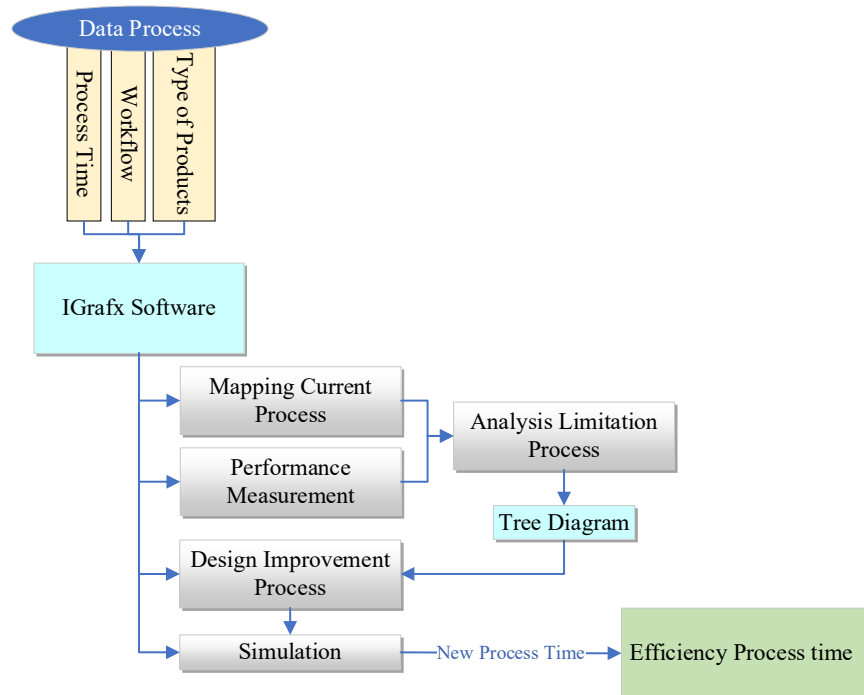 Data Process
Process Time
Workflow
Type of Products
IGrafx Software
Mapping Current
Process
Performance
Measurement
Analysis Limitation
Process
Tree Diagram
Design Improvement
Process
Simulation
New Process Time
Efficiency Process time